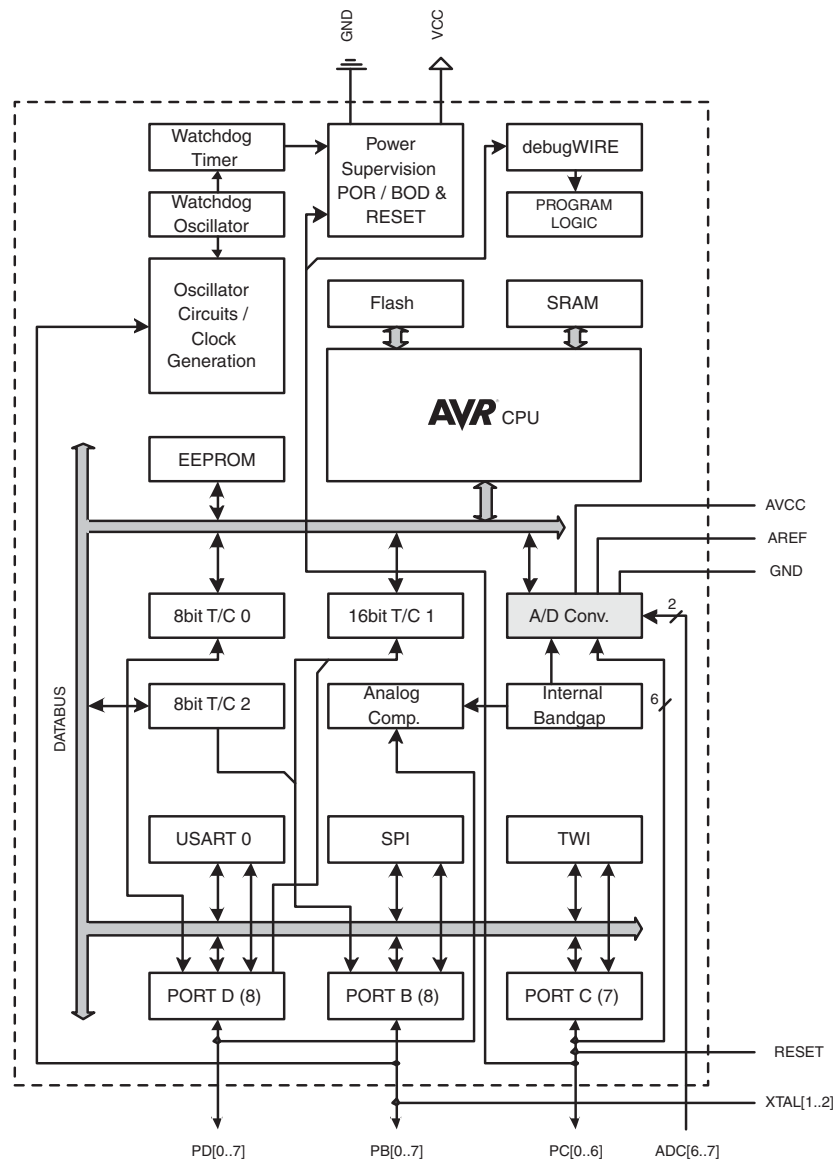 GND
VCC
Watchdog
Timer
Power
Supervision
POR / BOD &
RESET
debugWIRE
Watchdog
Oscillator
PROGRAM
LOGIC
Oscillator
Circuits /
Clock
Generation
Flash
SRAM
AVR CPU
EEPROM
AVCC
AREF
GND
8bit T/C 0
16bit T/C 1
A/D Conv.
2
DATABUS
8bit T/C 2
Analog
Comp.
Internal
Bandgap
6
USART 0
SPI
TWI
PORT D (8)
PORT B (8)
PORT C (7)
RESET
XTAL[1..2]
PD[0..7]
PB[0..7]
PC[0..6]
ADC[6..7]